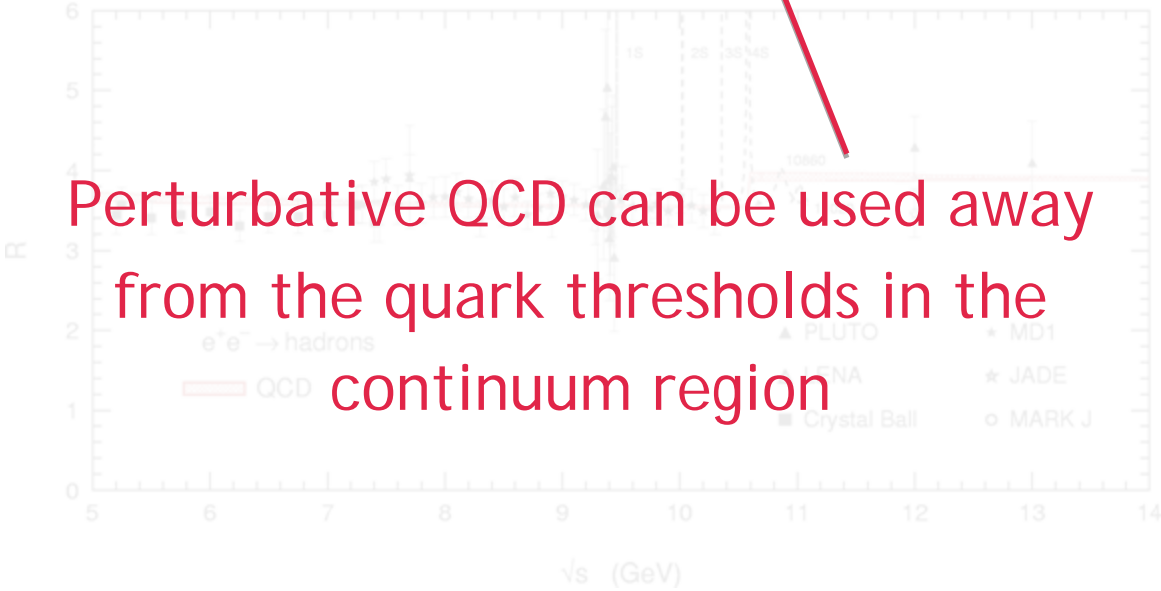 6
1S 2S 3S 4S
5
10860
4
Perturbative QCD can be used away
R
3
from the quark thresholds in the
2
e⁺e⁻ → hadrons
▲ PLUTO
MD1
continuum region
QCD
LENA
★ JADE
1
■ Crystal Ball
o MARK J
0
5 6 7 8 9 10 11 12 13 14
√s (GeV)